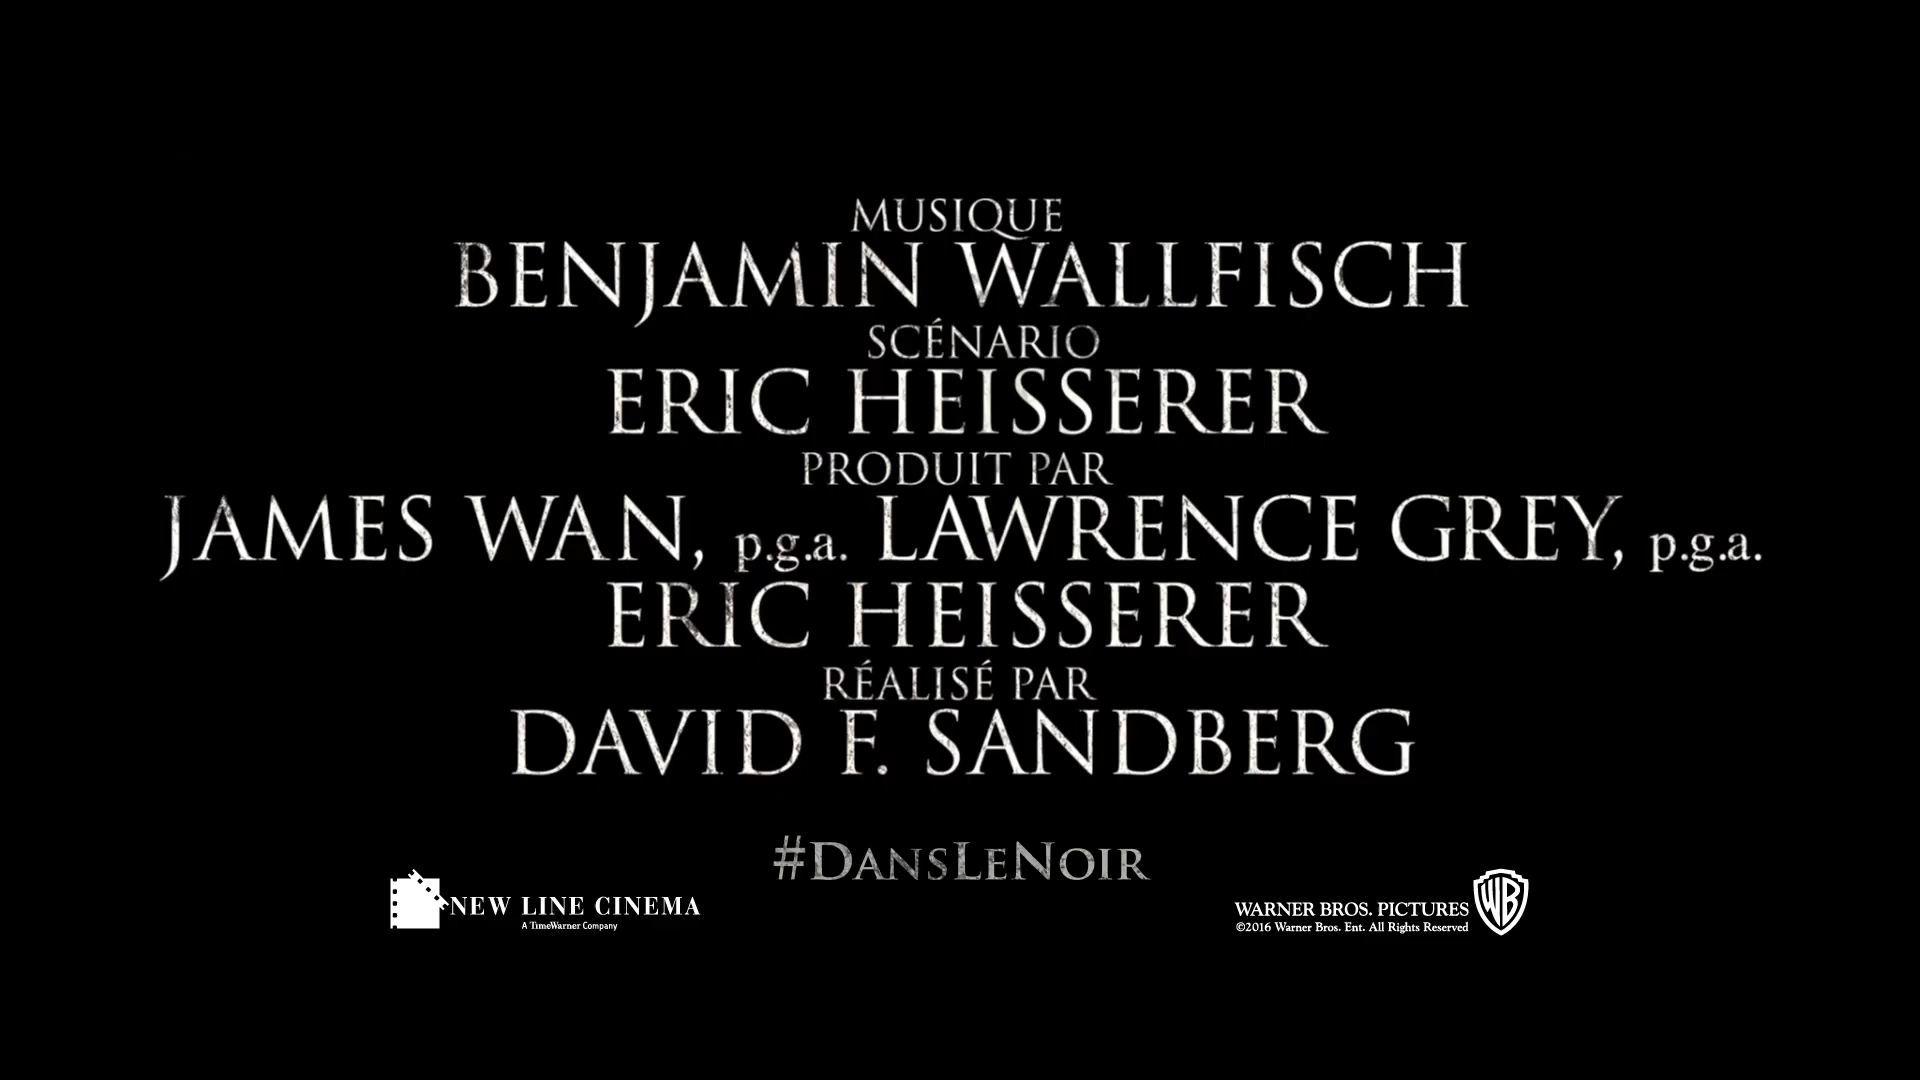 MUSIQUE
BENJAMIN WALLFISCH
SCÉNARIO
ERIC HEISSERER
PRODUIT PAR
JAMES WAN, p.g.a. LAWRENCE GREY, p.g.a.
ERIC HEISSERER
RÉALISÉ PAR
DAVID F. SANDBERG
#DANSLENOIR
NEW LINE CINEMA
A TimeWarner Company
WARNER BROS. PICTURES
©2016 Warner Bros. Ent. All Rights Reserved
WB